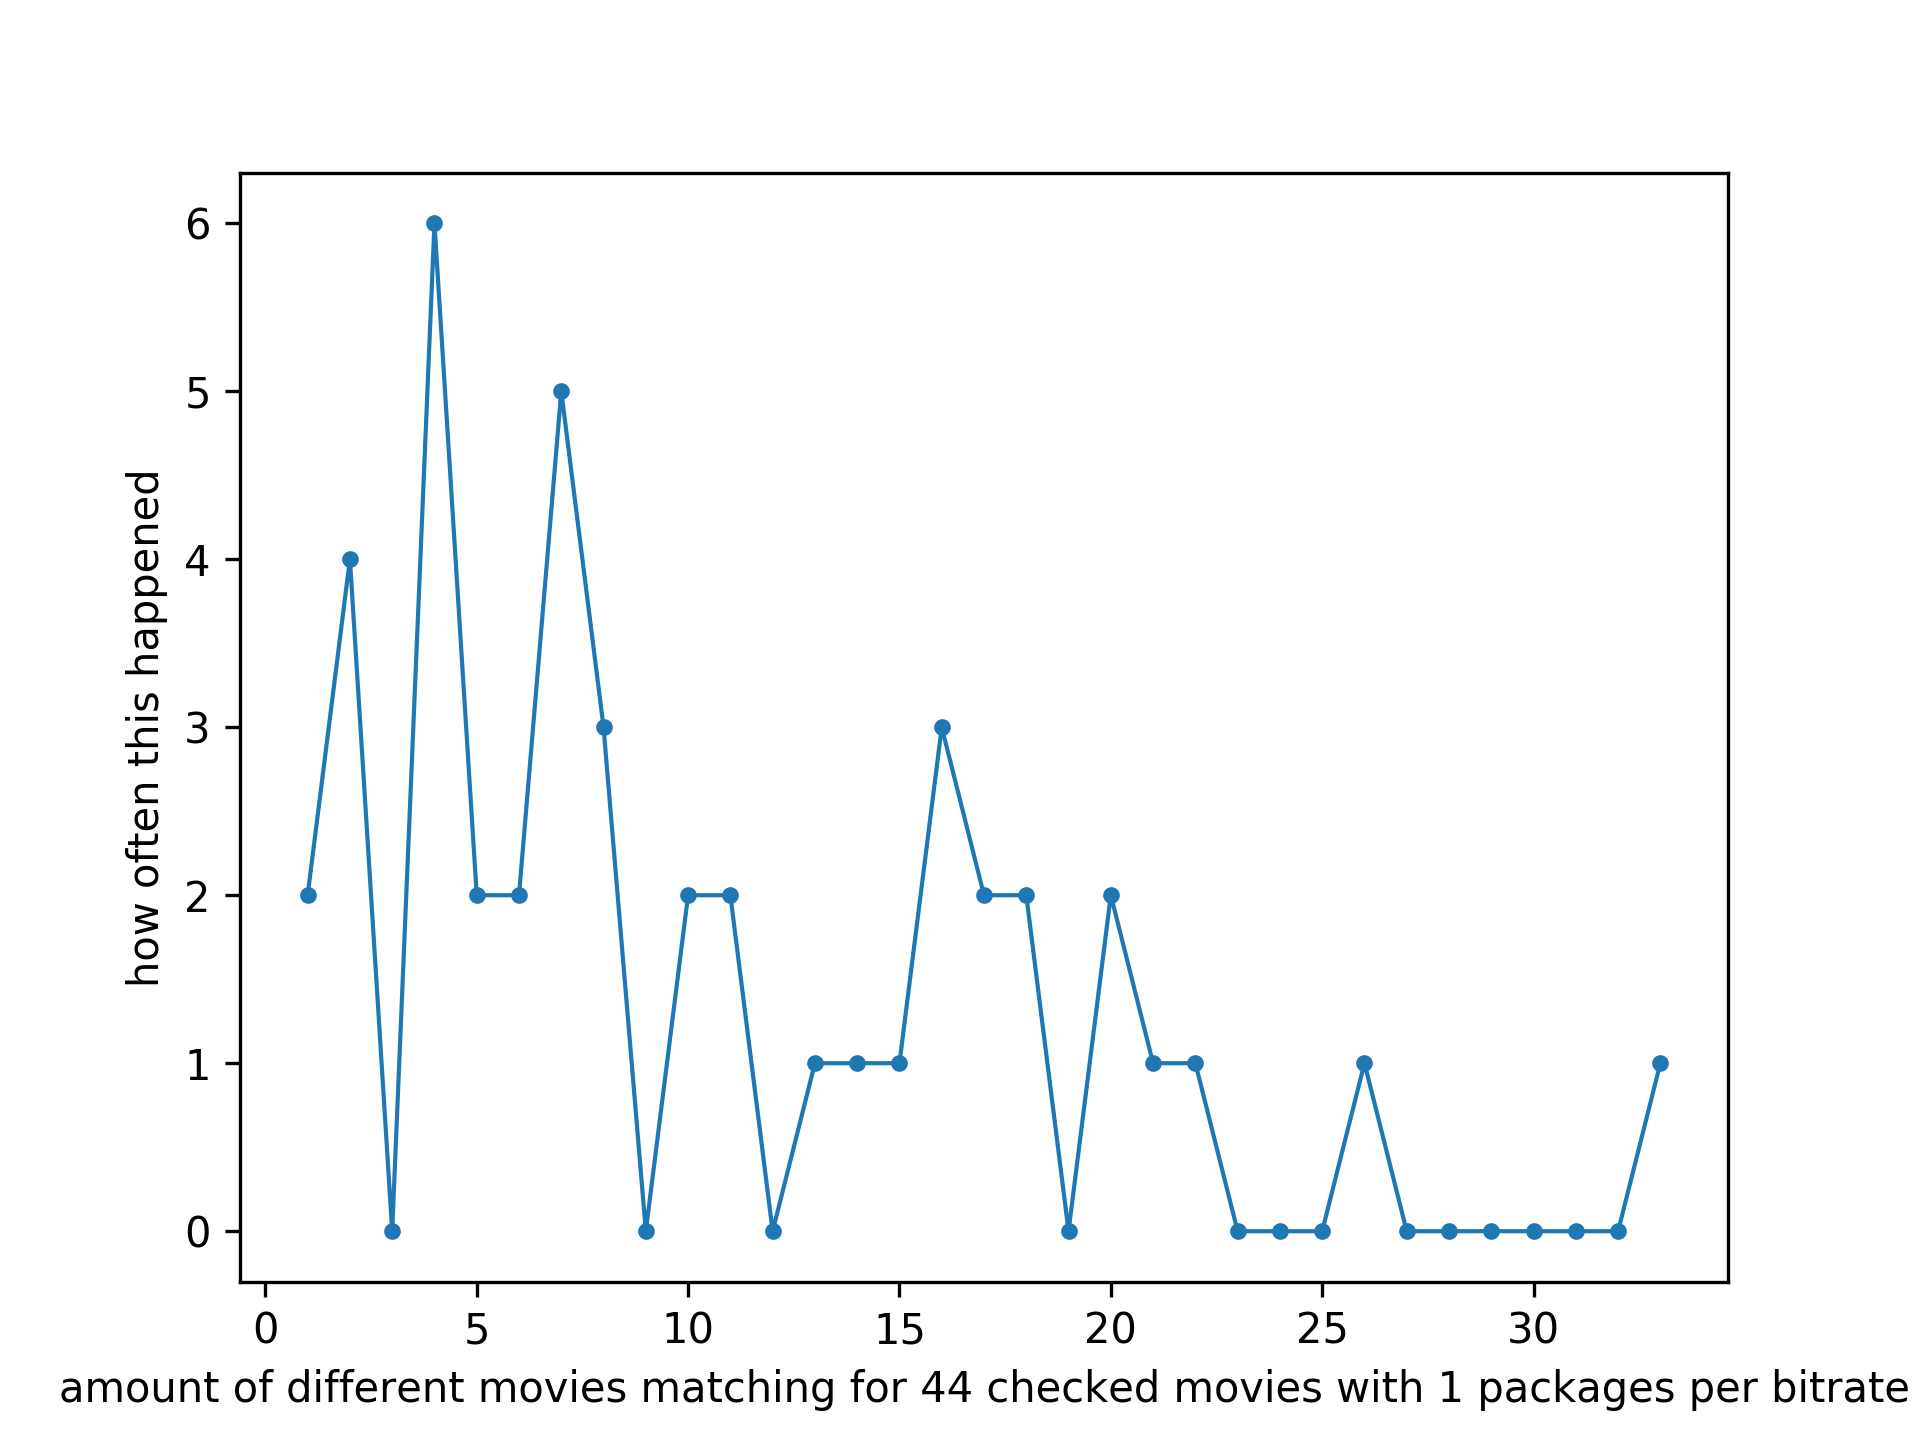 6
5
4
3
2
1
0
how often this happened
0 5 10 15 20 25 30
amount of different movies matching for 44 checked movies with 1 packages per bitrate